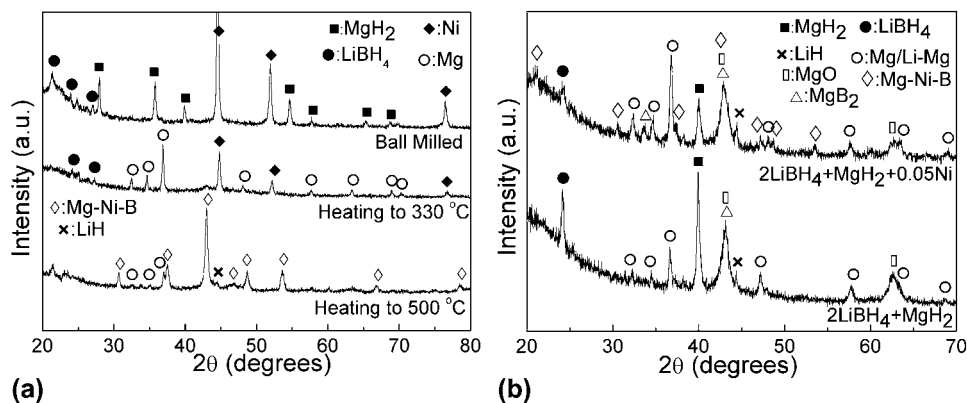 Intensity (a.u.)
■:MgH₂ ◆:Ni
●:LiBH₄ ○:Mg
Ball Milled
Heating to 330 °C
◇:Mg-Ni-B
×:LiH
Heating to 500 °C
20 30 40 50 60 70 80
2θ (degrees)
(a)
Intensity (a.u.)
■:MgH₂ ●:LiBH₄
×:LiH ○:Mg/Li-Mg
▯:MgO ◇:Mg-Ni-B
△:MgB₂
2LiBH₄+MgH₂+0.05Ni
2LiBH₄+MgH₂
20 30 40 50 60 70
2θ (degrees)
(b)